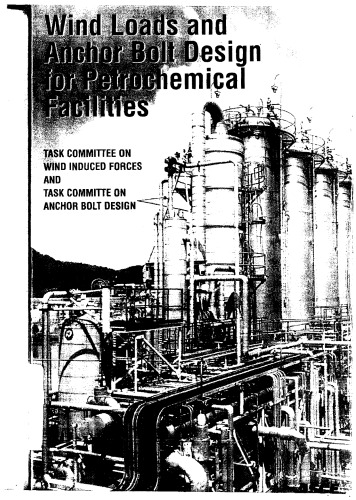 Wind Loads and
Anchor Bolt Design
for Petrochemical
Facilities
TASK COMMITTEE ON
WIND INDUCED FORCES
AND
TASK COMMITTE ON
ANCHOR BOLT DESIGN